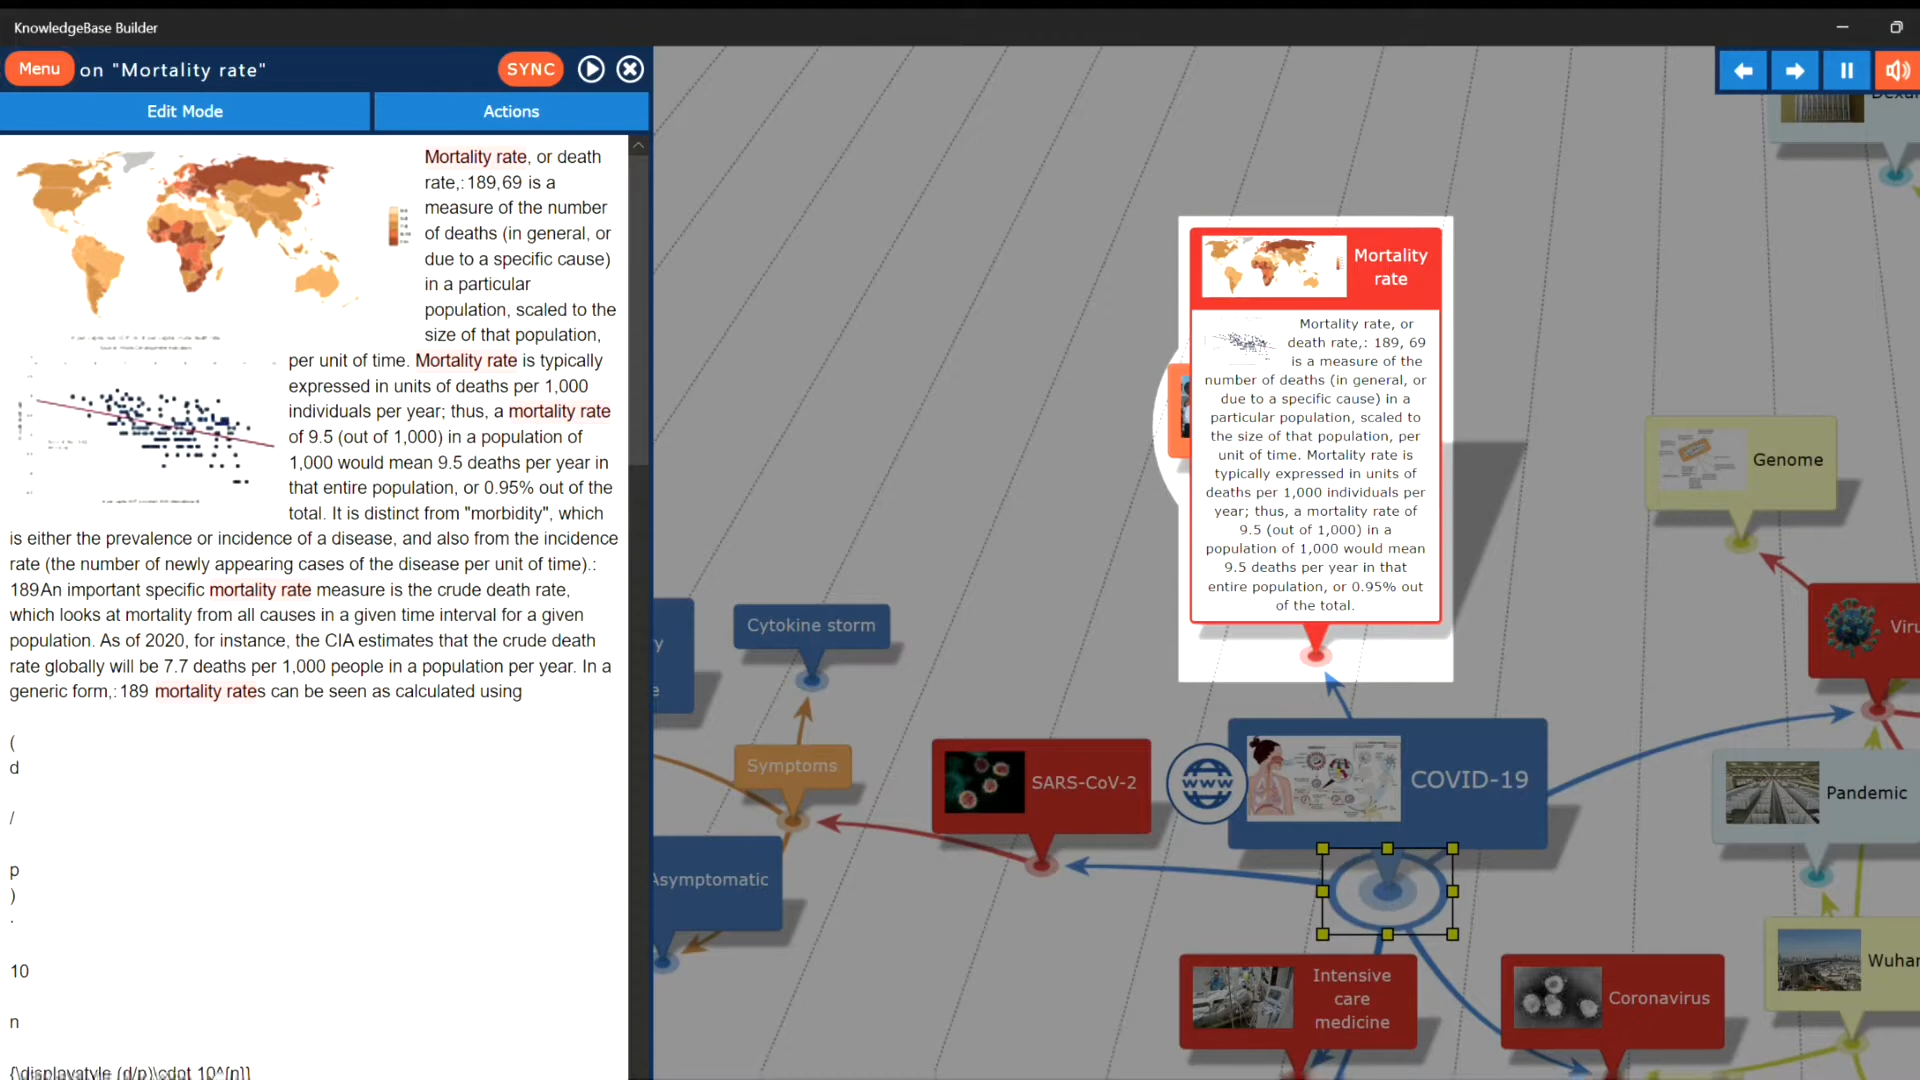 KnowledgeBase Builder
Menu on "Mortality rate"
SYNC
Edit Mode
Actions
Mortality rate, or death
rate,: 189,69 is a
measure of the number
of deaths (in general, or
due to a specific cause)
in a particular
population, scaled to the
size of that population,
per unit of time. Mortality rate is typically
expressed in units of deaths per 1,000
individuals per year; thus, a mortality rate
of 9.5 (out of 1,000) in a population of
1,000 would mean 9.5 deaths per year in
that entire population, or 0.95% out of the
total. It is distinct from "morbidity", which
is either the prevalence or incidence of a disease, and also from the incidence
rate (the number of newly appearing cases of the disease per unit of time).:
189An important specific mortality rate measure is the crude death rate,
which looks at mortality from all causes in a given time interval for a given
population. As of 2020, for instance, the CIA estimates that the crude death
rate globally will be 7.7 deaths per 1,000 people in a population per year. In a
generic form,: 189 mortality rates can be seen as calculated using
(
d
/
p
)
·
10
n
{\displaystyle (d/p)\cdot 10^{n}}
Mortality
rate
Mortality rate, or
death rate,: 189, 69
is a measure of the
number of deaths (in general, or
due to a specific cause) in a
particular population, scaled to
the size of that population, per
unit of time. Mortality rate is
typically expressed in units of
deaths per 1,000 individuals per
year; thus, a mortality rate of
9.5 (out of 1,000) in a
population of 1,000 would mean
9.5 deaths per year in that
entire population, or 0.95% out
of the total.
Genome
Cytokine storm
Viru
y
e
Symptoms
SARS-CoV-2
www
COVID-19
Pandemic
Asymptomatic
Wuhan
Intensive
care
medicine
Coronavirus